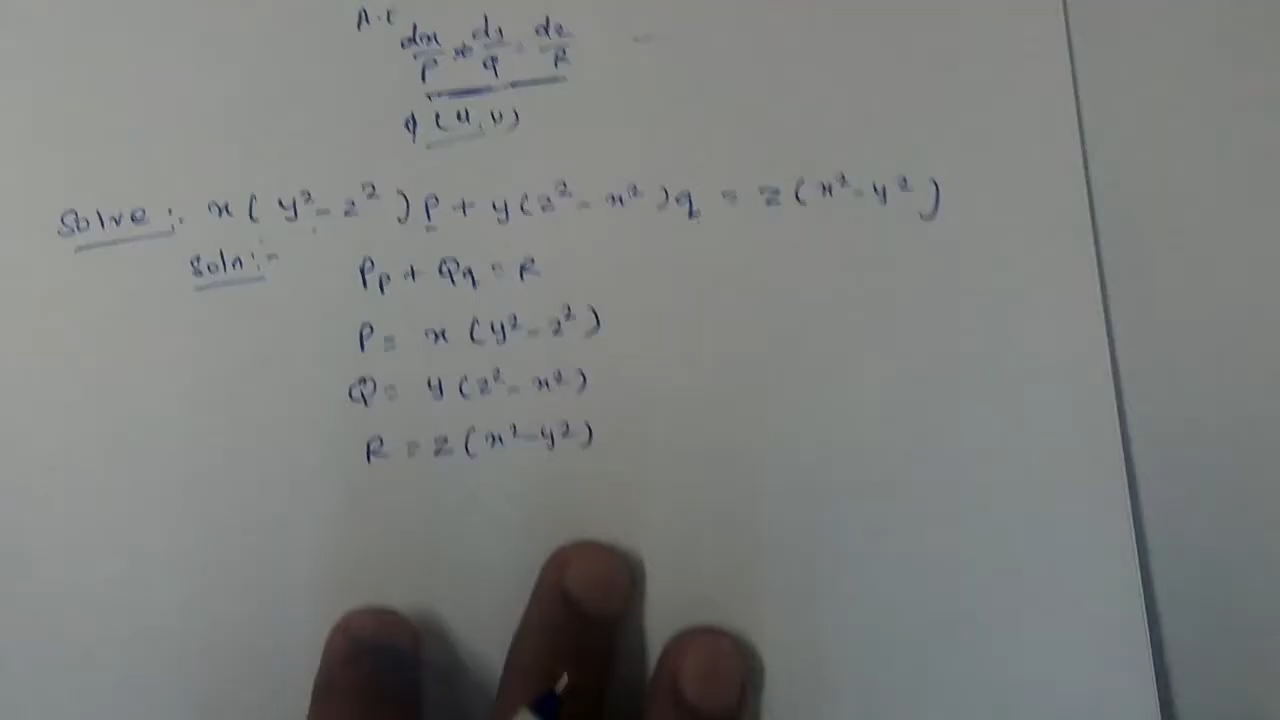 A.E
dx/P = dy/Q = dz/R
φ (u, v)
Solve :- x(y² - z²)p + y(z² - x²)q = z(x² - y²)
Soln :-
Pp + Qq = R
P = x (y² - z²)
Q = y (z² - x²)
R = z (x² - y²)